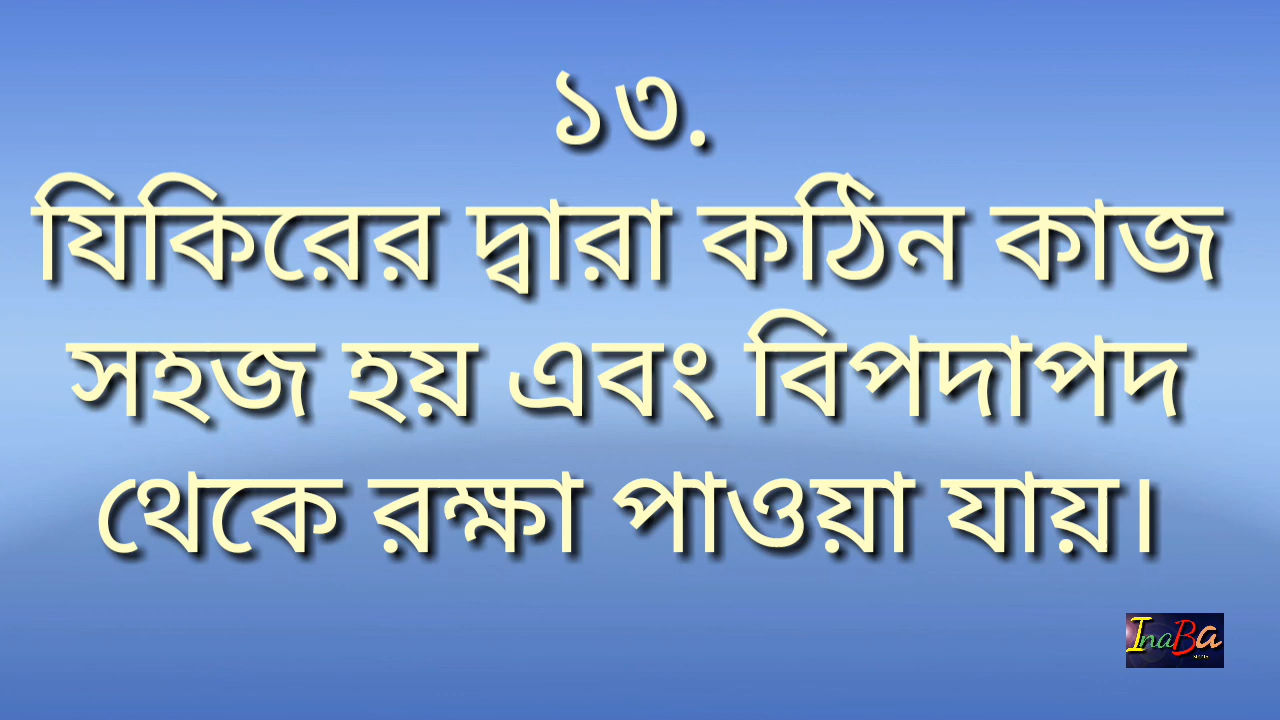 ১৩.
যিকিরের দ্বারা কঠিন কাজ
সহজ হয় এবং বিপদাপদ
থেকে রক্ষা পাওয়া যায়।
InaBa